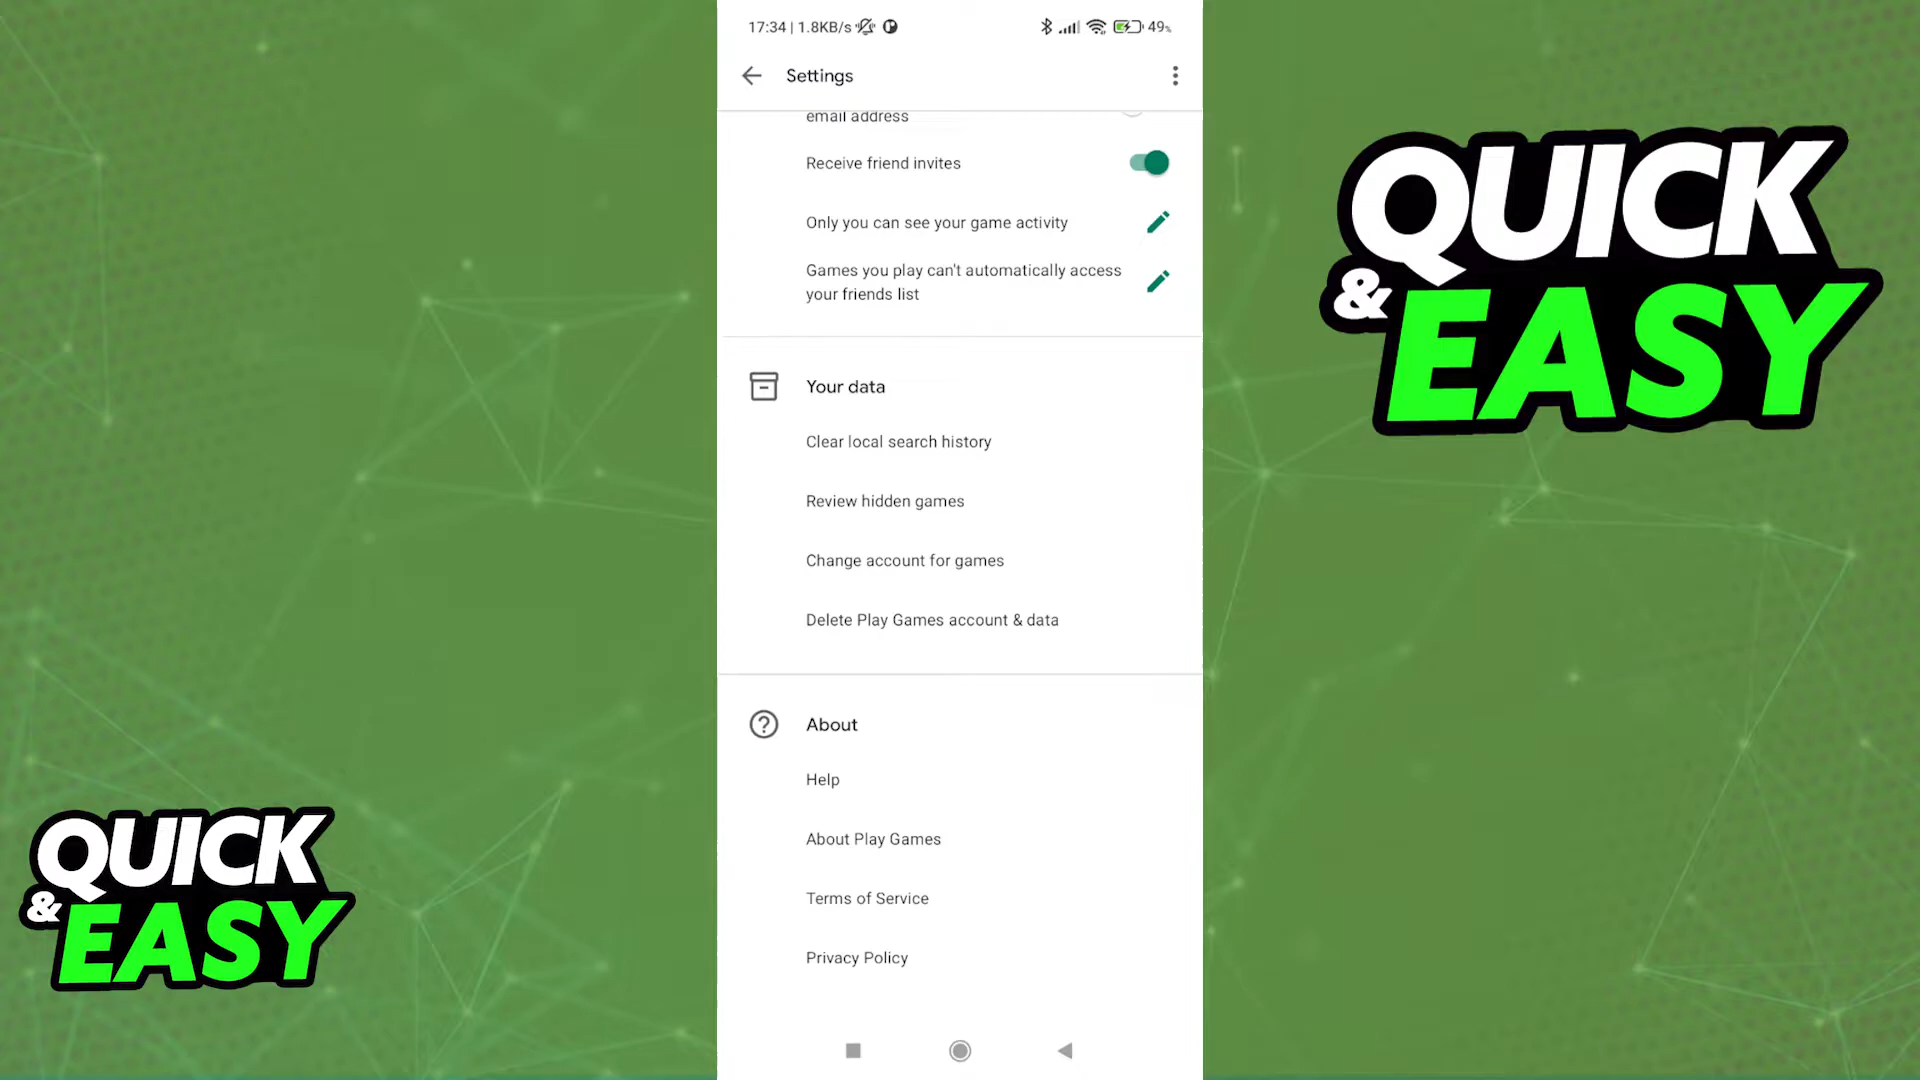 17:34 | 1.8KB/s
49%
Settings
email address
Receive friend invites
Only you can see your game activity
Games you play can't automatically access
your friends list
Your data
Clear local search history
Review hidden games
Change account for games
Delete Play Games account & data
About
Help
About Play Games
Terms of Service
Privacy Policy
QUICK
& EASY
QUICK
& EASY